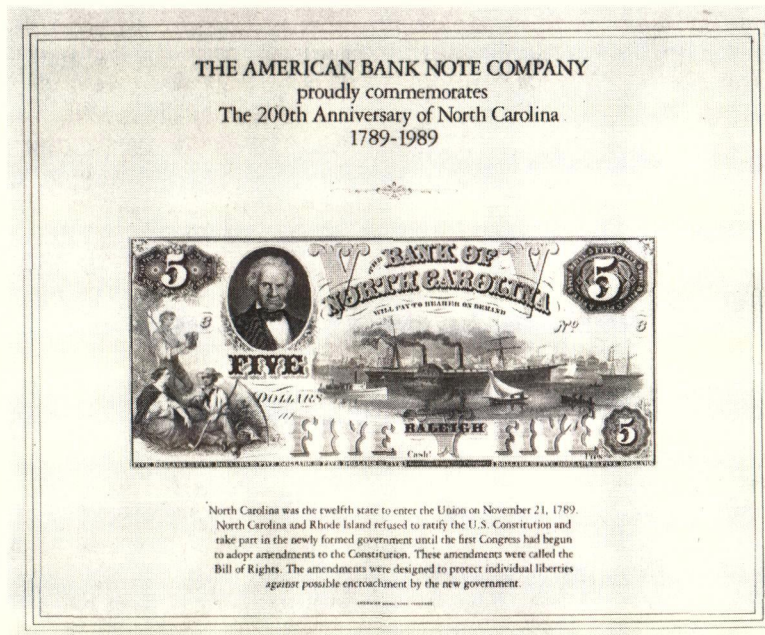 THE AMERICAN BANK NOTE COMPANY
proudly commemorates
The 200th Anniversary of North Carolina
1789-1989
5
THE BANK OF
NORTH CAROLINA
WILL PAY TO BEARER ON DEMAND
5
Nº
FIVE
DOLLARS
at
RALEIGH
FIVE
FIVE
5
Cash'
FIVE DOLLARS
North Carolina was the twelfth state to enter the Union on November 21, 1789.
North Carolina and Rhode Island refused to ratify the U.S. Constitution and
take part in the newly formed government until the first Congress had begun
to adopt amendments to the Constitution. These amendments were called the
Bill of Rights. The amendments were designed to protect individual liberties
against possible encroachment by the new government.